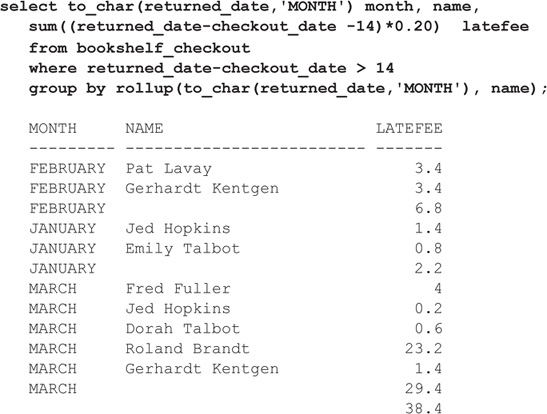 select to_char(returned_date,'MONTH') month, name,
sum((returned_date-checkout_date -14)*0.20) latefee
from bookshelf_checkout
where returned_date-checkout_date > 14
group by rollup(to_char(returned_date,'MONTH'), name);
MONTH NAME LATEFEE
--------- ------------------------- -------
FEBRUARY Pat Lavay 3.4
FEBRUARY Gerhardt Kentgen 3.4
FEBRUARY 6.8
JANUARY Jed Hopkins 1.4
JANUARY Emily Talbot 0.8
JANUARY 2.2
MARCH Fred Fuller 4
MARCH Jed Hopkins 0.2
MARCH Dorah Talbot 0.6
MARCH Roland Brandt 23.2
MARCH Gerhardt Kentgen 1.4
MARCH 29.4
38.4